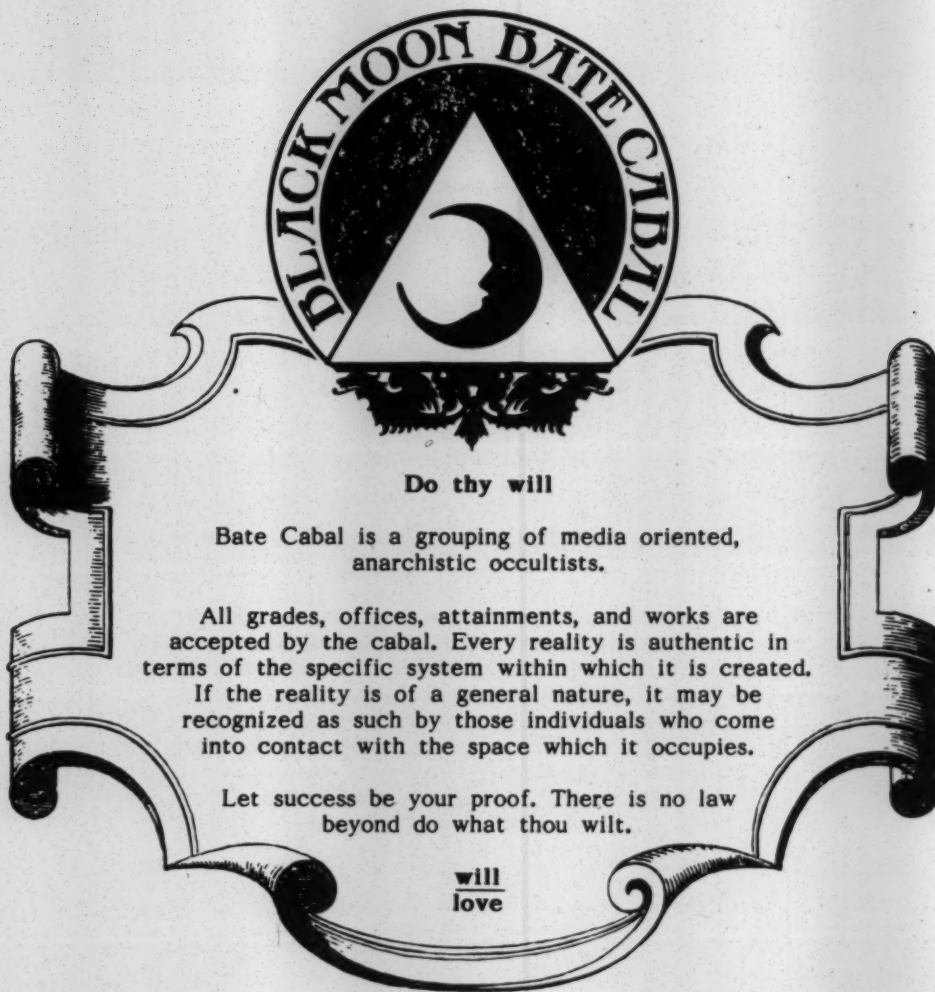 BLACK MOON BATE CABAL
Do thy will
Bate Cabal is a grouping of media oriented,
anarchistic occultists.
All grades, offices, attainments, and works are
accepted by the cabal. Every reality is authentic in
terms of the specific system within which it is created.
If the reality is of a general nature, it may be
recognized as such by those individuals who come
into contact with the space which it occupies.
Let success be your proof. There is no law
beyond do what thou wilt.
will
love